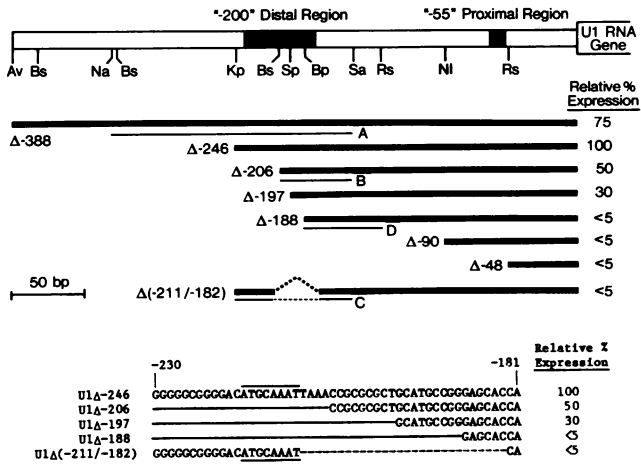 "-200" Distal Region "-55" Proximal Region
U1 RNA
Gene
Av Bs Na Bs Kp Bs Sp Bp Sa Rs Nl Rs
Relative %
Expression
Δ-388 A 75
Δ-246 100
Δ-206 B 50
Δ-197 30
Δ-188 D <5
Δ-90 <5
Δ-48 <5
50 bp Δ(-211/-182) C <5
-230 -181 Relative %
Expression
U1Δ-246 GGGGGCGGGGACATGCAAATTAAACCGCGCGCTGCATGCCGGGAGCACCA 100
U1Δ-206 CCGCGCGCTGCATGCCGGGAGCACCA 50
U1Δ-197 GCATGCCGGGAGCACCA 30
U1Δ-188 GAGCACCA <5
U1Δ(-211/-182) GGGGGCGGGGACATGCAAAT CA <5